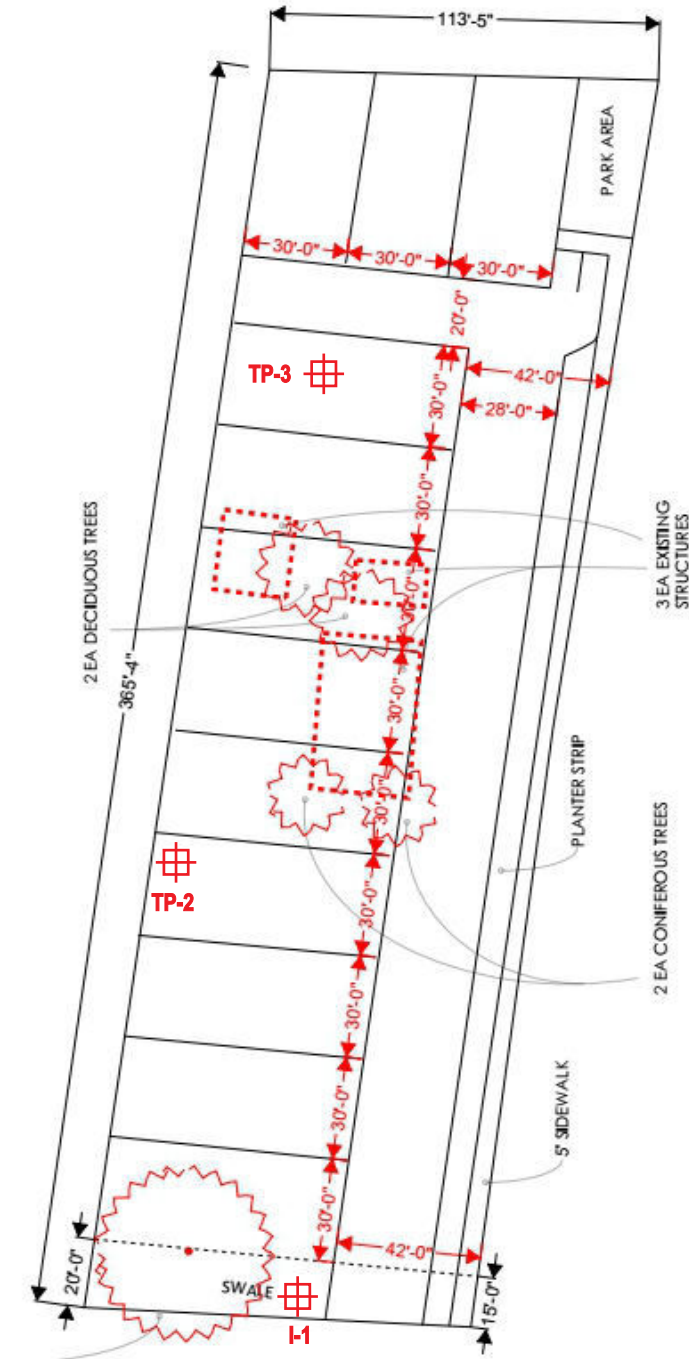 113'-5"
PARK AREA
30'-0"
30'-0"
30'-0"
20'-0"
TP-3
42'-0"
28'-0"
30'-0"
30'-0"
2 EA DECIDUOUS TREES
3 EA EXISTING
STRUCTURES
30'-0"
365'-4"
30'-0"
30'-0"
PLANTER STRIP
TP-2
2 EA CONIFEROUS TREES
30'-0"
30'-0"
30'-0"
5' SIDEWALK
30'-0"
42'-0"
20'-0"
SWALE
15'-0"
I-1